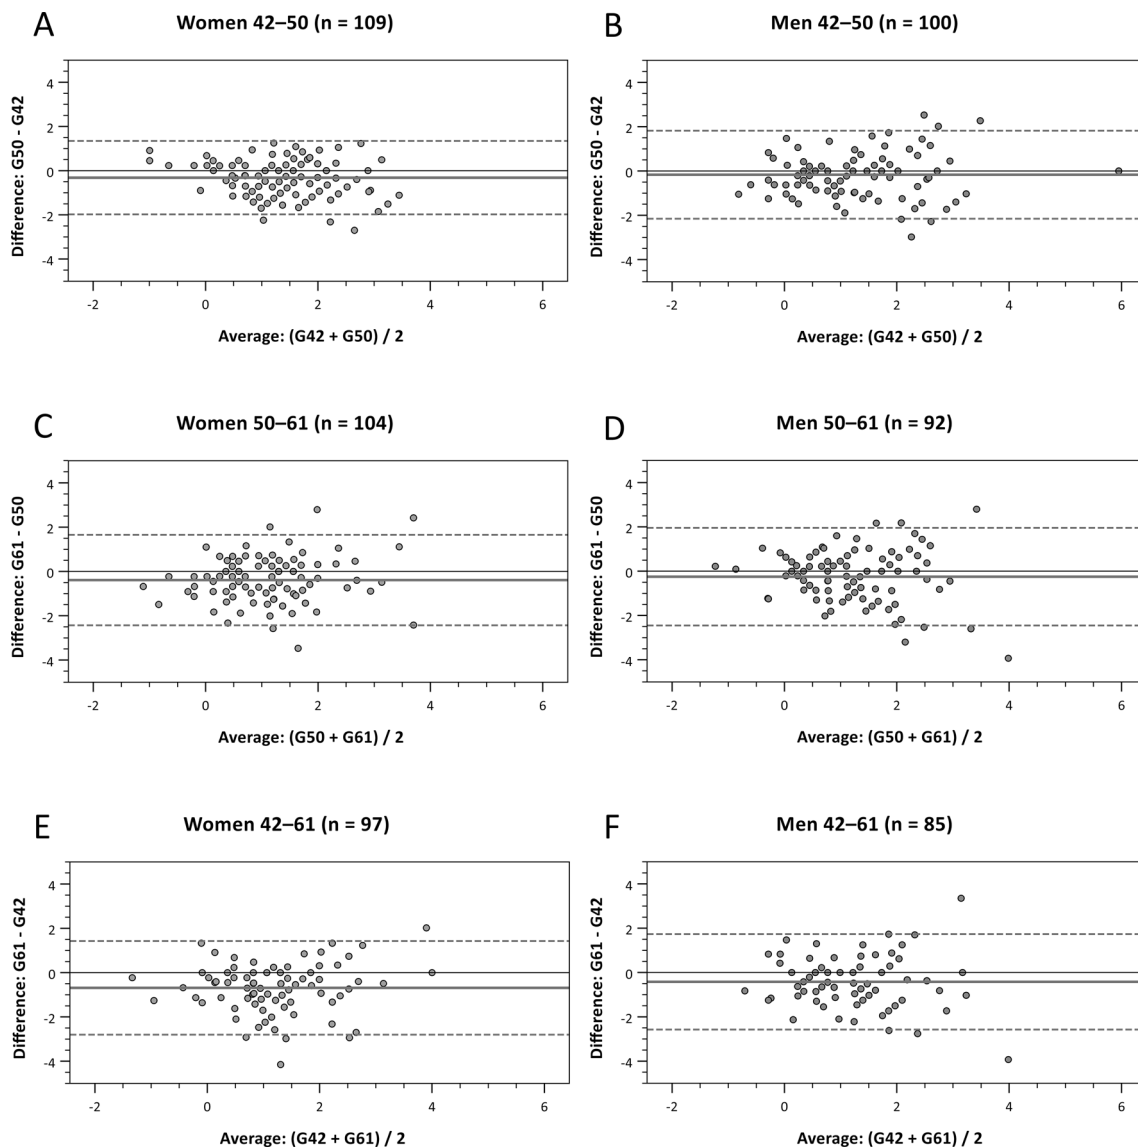 A
Women 42–50 (n = 109)
Difference: G50 - G42
4
2
0
-2
-4
-2
0
2
4
6
Average: (G42 + G50) / 2
B
Men 42–50 (n = 100)
Difference: G50 - G42
4
2
0
-2
-4
-2
0
2
4
6
Average: (G42 + G50) / 2
C
Women 50–61 (n = 104)
Difference: G61 - G50
4
2
0
-2
-4
-2
0
2
4
6
Average: (G50 + G61) / 2
D
Men 50–61 (n = 92)
Difference: G61 - G50
4
2
0
-2
-4
-2
0
2
4
6
Average: (G50 + G61) / 2
E
Women 42–61 (n = 97)
Difference: G61 - G42
4
2
0
-2
-4
-2
0
2
4
6
Average: (G42 + G61) / 2
F
Men 42–61 (n = 85)
Difference: G61 - G42
4
2
0
-2
-4
-2
0
2
4
6
Average: (G42 + G61) / 2